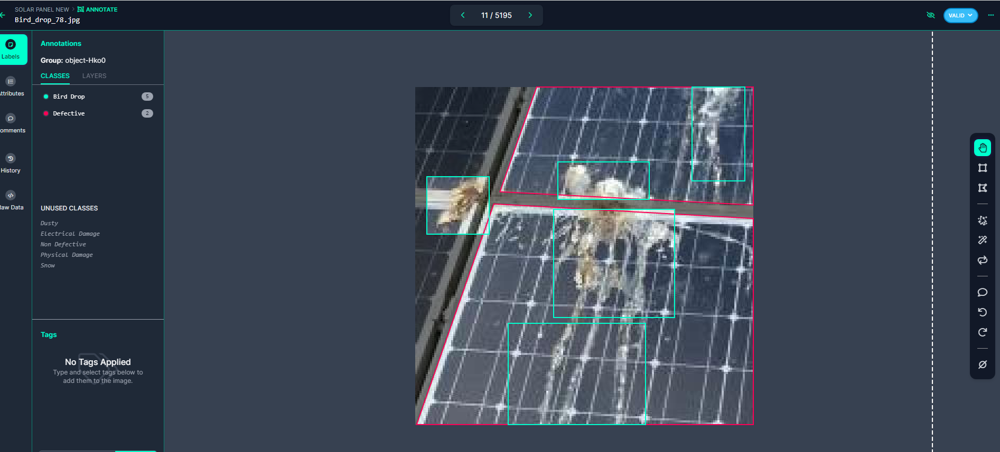 SOLAR PANEL NEW > ANNOTATE
Bird_drop_78.jpg
11 / 5195
VALID
Labels
ttributes
omments
History
aw Data
Annotations
Group: object-Hko0
CLASSES LAYERS
Bird Drop 5
Defective 2
UNUSED CLASSES
Dusty
Electrical Damage
Non Defective
Physical Damage
Snow
Tags
No Tags Applied
Type and select tags below to
add them to the image.